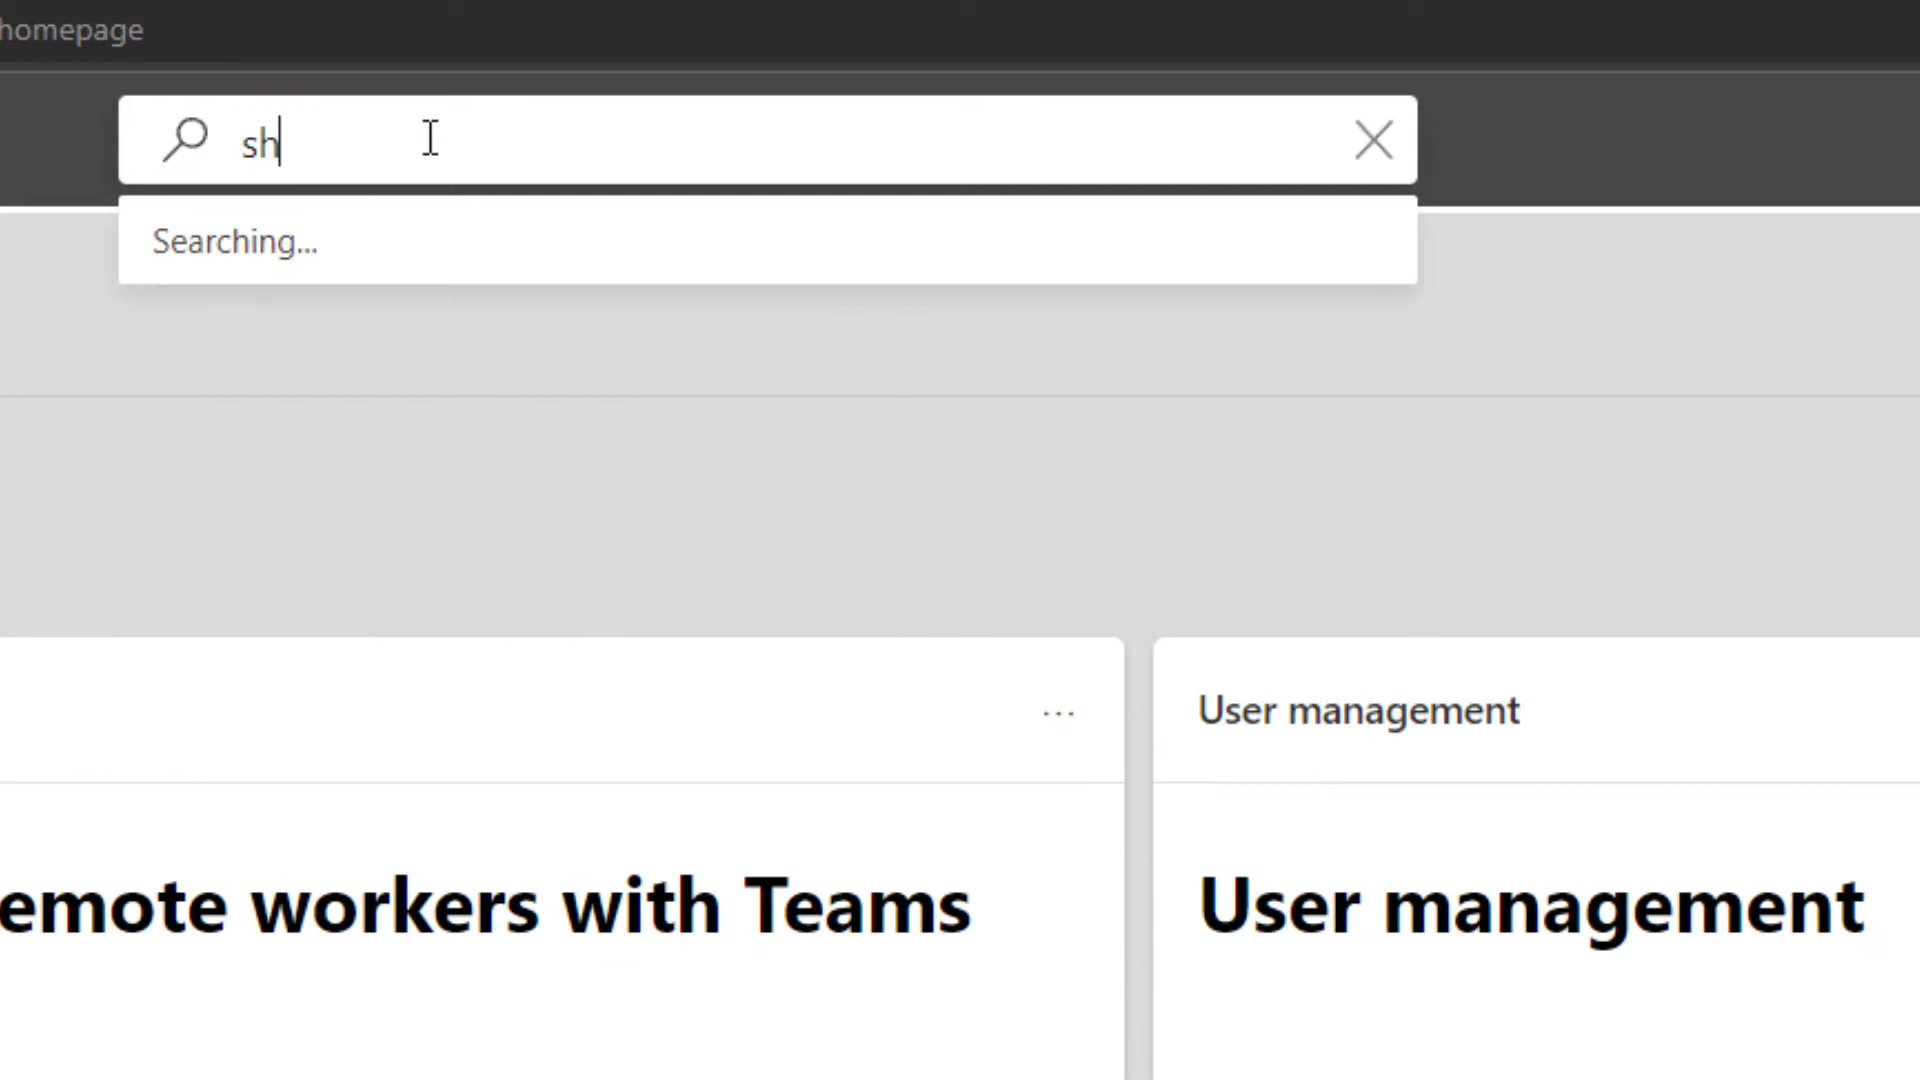 homepage
sh
Searching...
...
User management
emote workers with Teams
User management